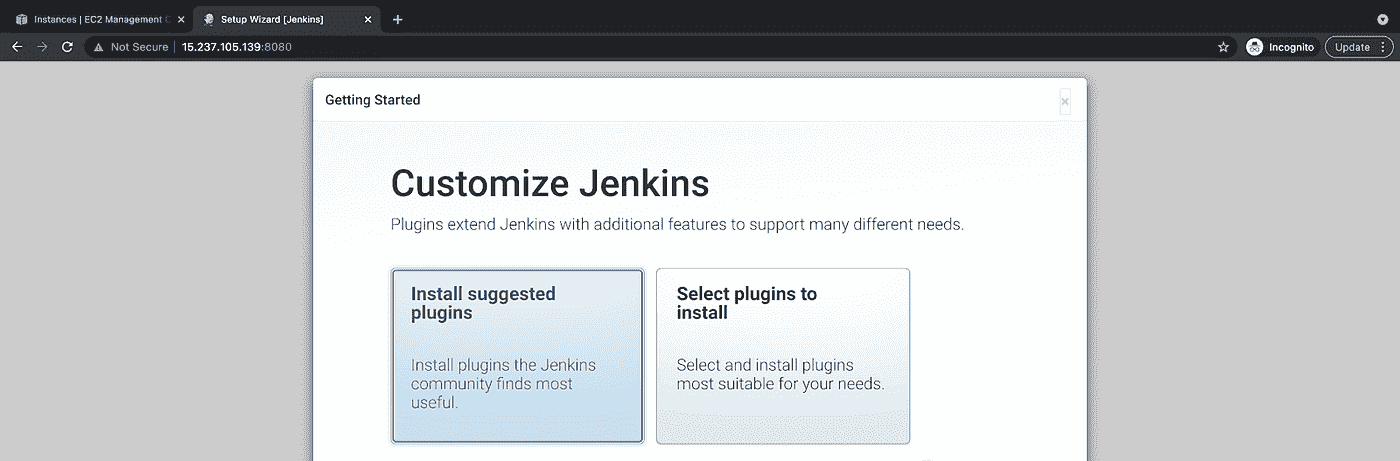 Instances | EC2 Management C
Setup Wizard [Jenkins]
Not Secure 15.237.105.139:8080
Incognito
Update
Getting Started
Customize Jenkins
Plugins extend Jenkins with additional features to support many different needs.
Install suggested
plugins
Install plugins the Jenkins
community finds most
useful.
Select plugins to
install
Select and install plugins
most suitable for your needs.